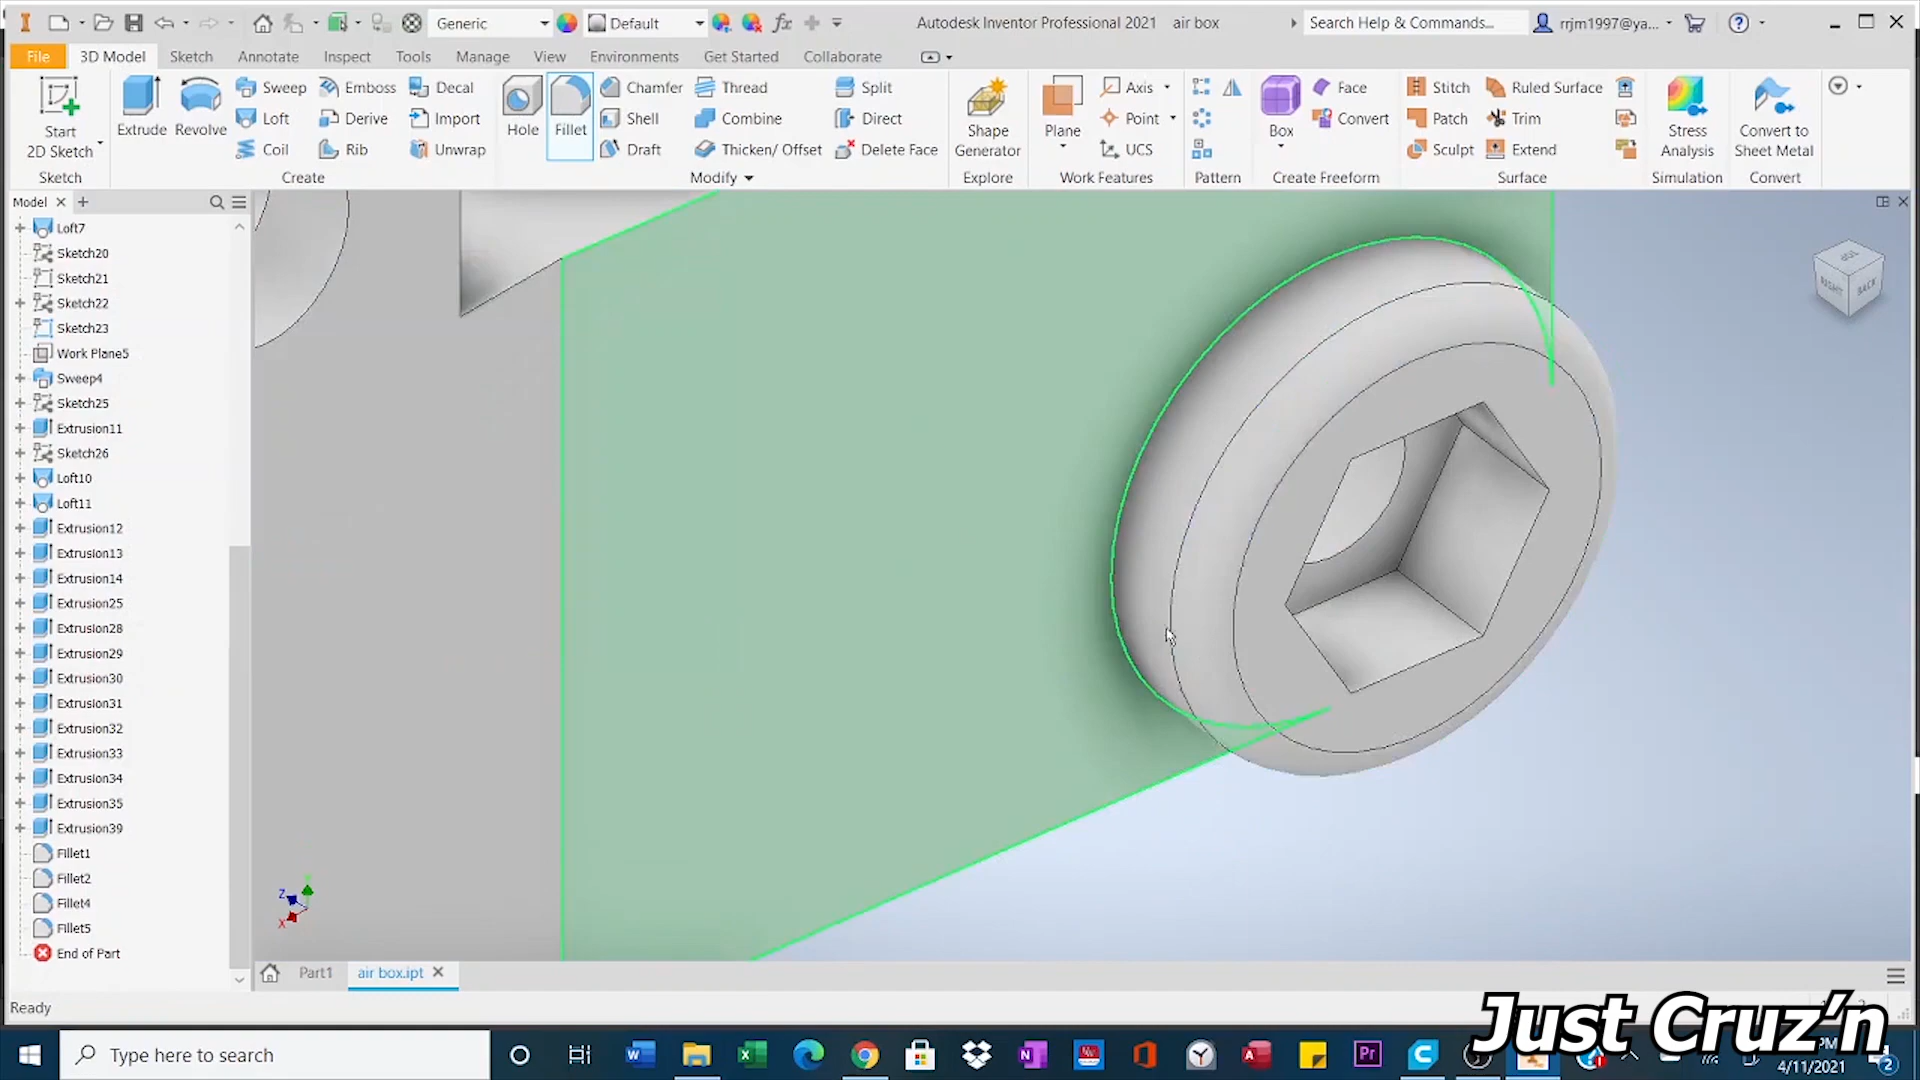 Generic
Default
Autodesk Inventor Professional 2021 air box
Search Help & Commands...
rrjm1997@ya...
File 3D Model Sketch Annotate Inspect Tools Manage View Environments Get Started Collaborate
Start
2D Sketch
Sketch
Extrude
Revolve
Sweep
Loft
Coil
Emboss
Derive
Rib
Decal
Import
Unwrap
Create
Hole
Fillet
Chamfer
Shell
Draft
Thread
Combine
Thicken/ Offset
Split
Direct
Delete Face
Modify
Shape
Generator
Explore
Plane
Axis
Point
UCS
Work Features
Pattern
Box
Face
Convert
Create Freeform
Stitch
Patch
Sculpt
Ruled Surface
Trim
Extend
Surface
Stress
Analysis
Simulation
Convert to
Sheet Metal
Convert
Model
Loft7
Sketch20
Sketch21
Sketch22
Sketch23
Work Plane5
Sweep4
Sketch25
Extrusion11
Sketch26
Loft10
Loft11
Extrusion12
Extrusion13
Extrusion14
Extrusion25
Extrusion28
Extrusion29
Extrusion30
Extrusion31
Extrusion32
Extrusion33
Extrusion34
Extrusion35
Extrusion39
Fillet1
Fillet2
Fillet4
Fillet5
End of Part
TOP
RIGHT
BACK
Z
X
Part1
air box.ipt
Ready
Just Cruz'n
Type here to search
PM
4/11/2021
2